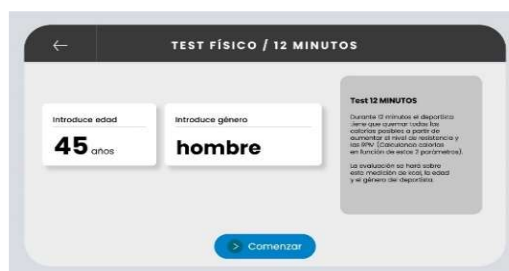 TEST FÍSICO / 12 MINUTOS
Introduce edad
45 años
Introduce género
hombre
Test 12 MINUTOS
Durante 12 minutos el deportista
tiene que quemar todas las
calorías posibles a partir de
aumentar el nivel de resistencia y
las RPM (Calculando calorías
en función de estos 2 parámetros).
La evaluación se hará sobre
esta medición de kcal, la edad
y el género del deportista.
Comenzar